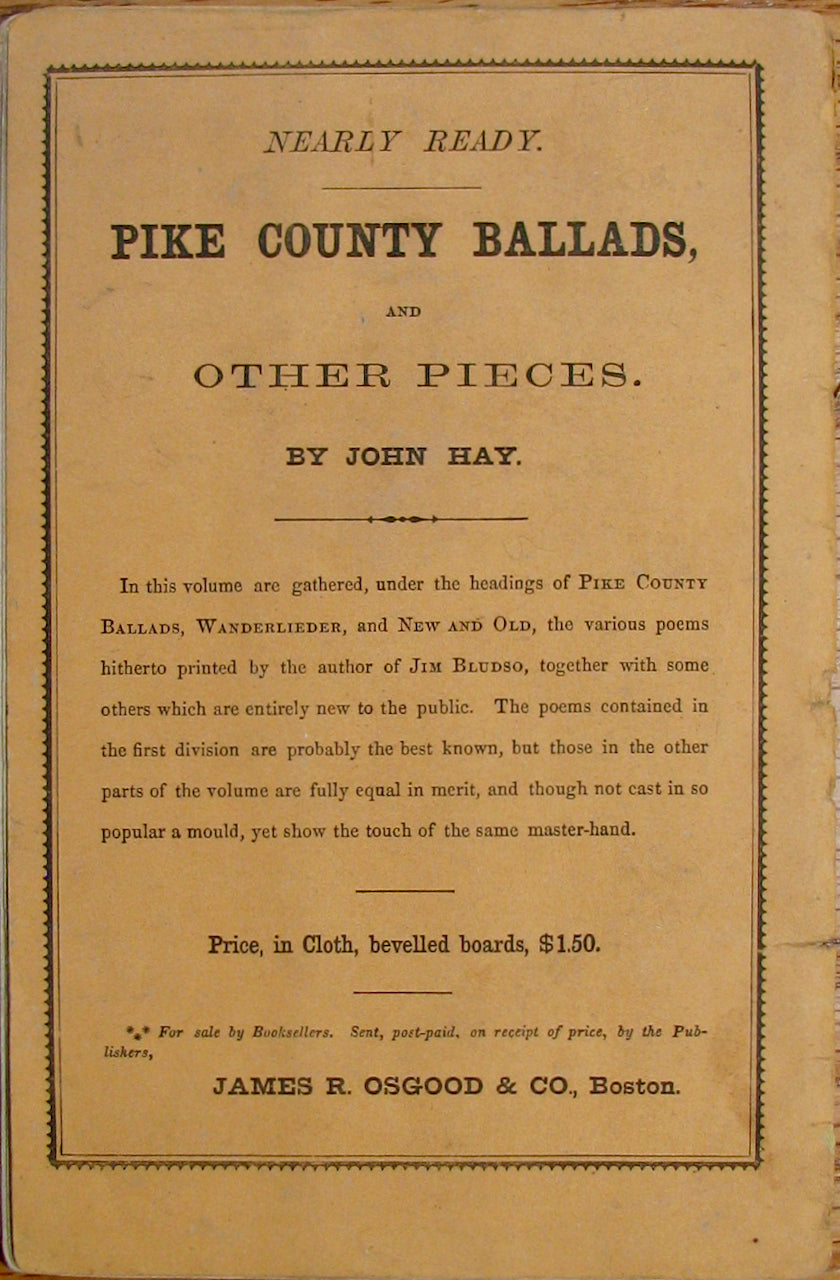 NEARLY READY.
PIKE COUNTY BALLADS,
AND
OTHER PIECES.
BY JOHN HAY.
In this volume are gathered, under the headings of PIKE COUNTY
BALLADS, WANDERLIEDER, and NEW AND OLD, the various poems
hitherto printed by the author of JIM BLUDSO, together with some
others which are entirely new to the public. The poems contained in
the first division are probably the best known, but those in the other
parts of the volume are fully equal in merit, and though not cast in so
popular a mould, yet show the touch of the same master-hand.
Price, in Cloth, bevelled boards, $1.50.
*⁎* For sale by Booksellers. Sent, post-paid, on receipt of price, by the Pub-
lishers,
JAMES R. OSGOOD & CO., Boston.